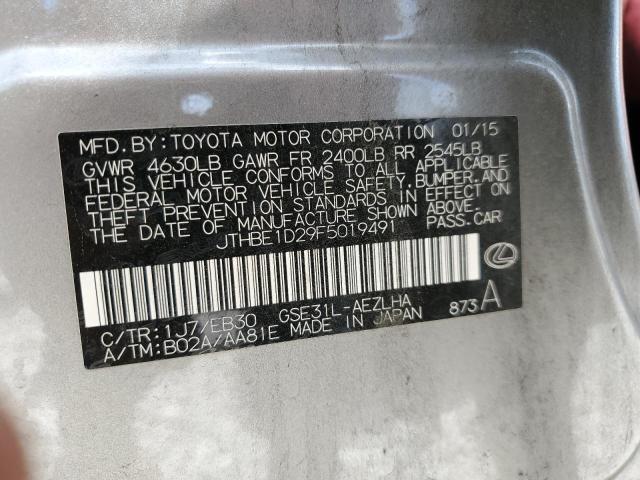 MFD. BY: TOYOTA MOTOR CORPORATION 01/15
GVWR 4630LB GAWR FR 2400LB RR 2545LB
THIS VEHICLE CONFORMS TO ALL APPLICABLE
FEDERAL MOTOR VEHICLE SAFETY, BUMPER, AND
THEFT PREVENTION STANDARDS IN EFFECT ON
THE DATE OF MANUFACTURE SHOWN ABOVE.
JTHBE1D29F5019491 PASS. CAR
C/TR: 1J7/EB30 GSE31L-AEZLHA 873A
A/TM: B02A/AA81E MADE IN JAPAN